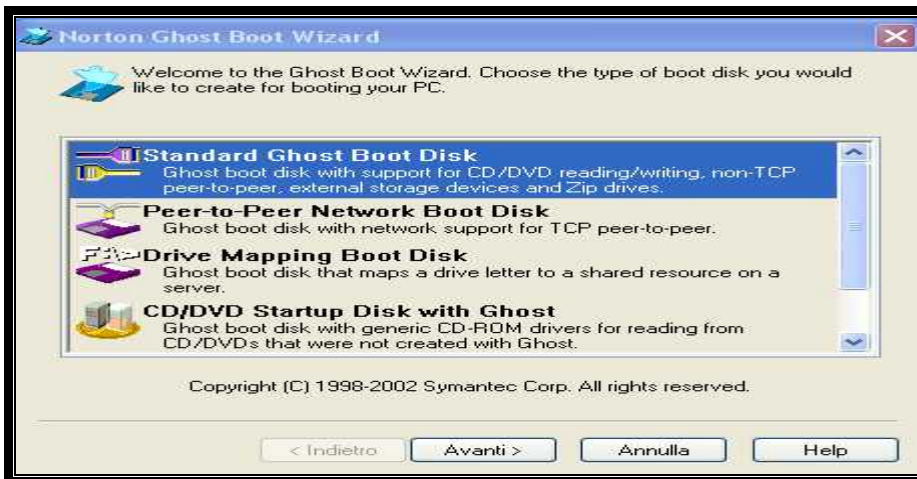 Norton Ghost Boot Wizard
Welcome to the Ghost Boot Wizard. Choose the type of boot disk you would
like to create for booting your PC.
Standard Ghost Boot Disk
Ghost boot disk with support for CD/DVD reading/writing, non-TCP
peer-to-peer, external storage devices and Zip drives.
Peer-to-Peer Network Boot Disk
Ghost boot disk with network support for TCP peer-to-peer.
F:\>
Drive Mapping Boot Disk
Ghost boot disk that maps a drive letter to a shared resource on a
server.
CD/DVD Startup Disk with Ghost
Ghost boot disk with generic CD-ROM drivers for reading from
CD/DVDs that were not created with Ghost.
Copyright (C) 1998-2002 Symantec Corp. All rights reserved.
< Indietro
Avanti >
Annulla
Help